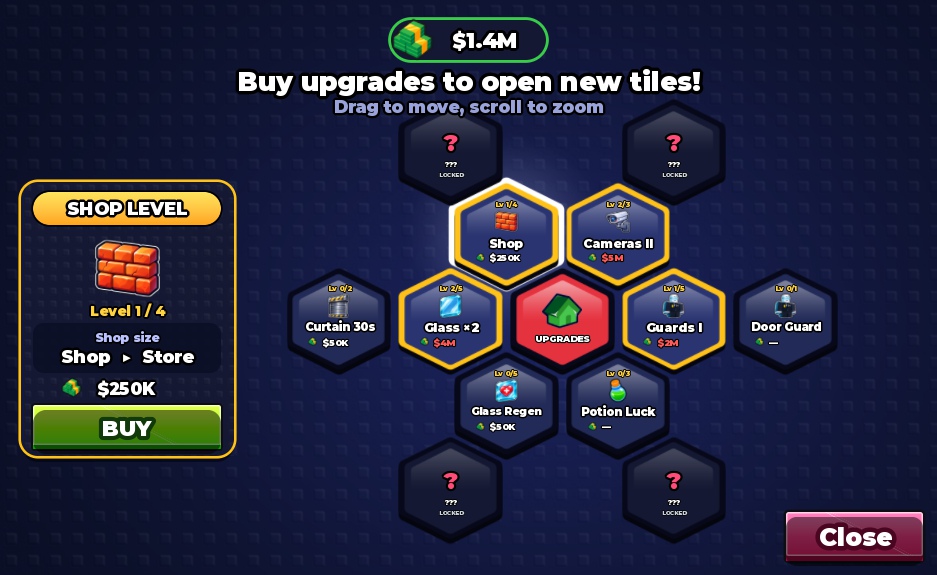 $1.4M
Buy upgrades to open new tiles!
Drag to move, scroll to zoom
?
???
LOCKED
?
???
LOCKED
SHOP LEVEL
Level 1 / 4
Shop size
Shop ▸ Store
$250K
BUY
Lv 1/4
Shop
$250K
Lv 2/3
Cameras II
$5M
Lv 0/2
Curtain 30s
$50K
Lv 2/5
Glass ×2
$4M
UPGRADES
Lv 1/5
Guards I
$2M
Lv 0/1
Door Guard
—
Lv 0/5
Glass Regen
$50K
Lv 0/3
Potion Luck
—
?
???
LOCKED
?
???
LOCKED
Close